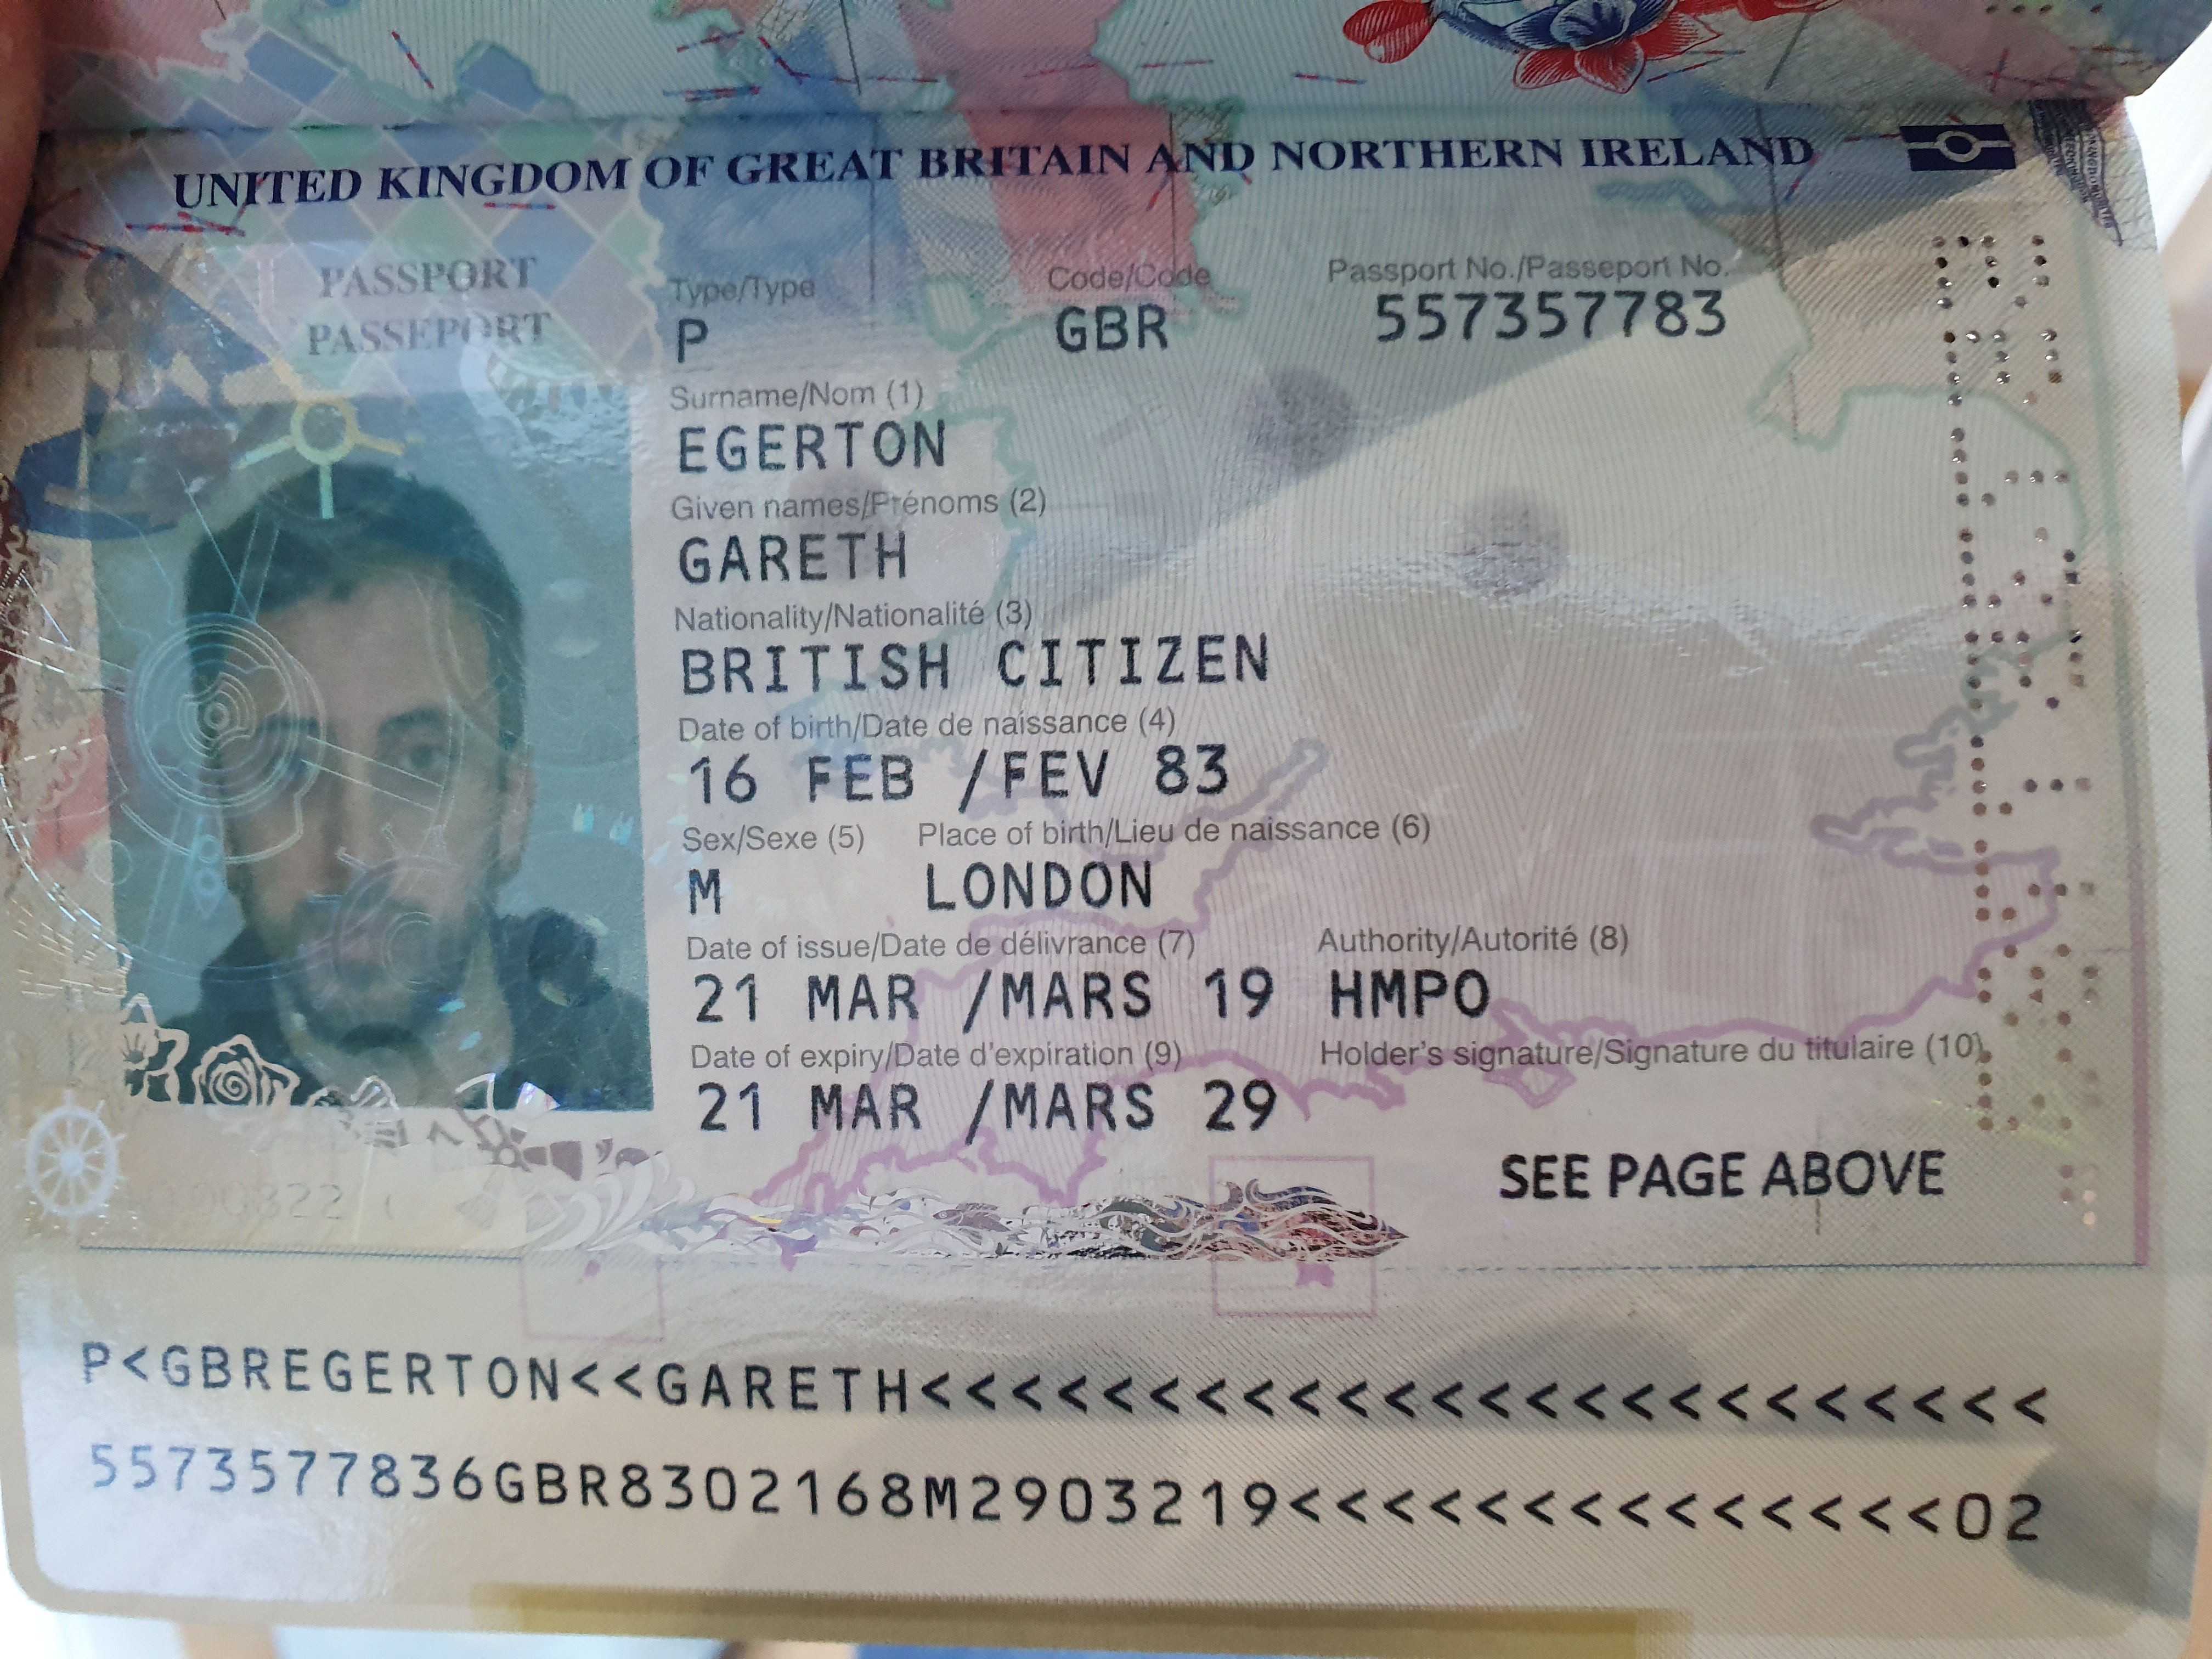 UNITED KINGDOM OF GREAT BRITAIN AND NORTHERN IRELAND
PASSPORT
PASSEPORT
Type/Type Code/Code Passport No./Passeport No.
P GBR 557357783
Surname/Nom (1)
EGERTON
Given names/Prénoms (2)
GARETH
Nationality/Nationalité (3)
BRITISH CITIZEN
Date of birth/Date de naissance (4)
16 FEB /FEV 83
Sex/Sexe (5) Place of birth/Lieu de naissance (6)
M LONDON
Date of issue/Date de délivrance (7) Authority/Autorité (8)
21 MAR /MARS 19 HMPO
Date of expiry/Date d'expiration (9) Holder's signature/Signature du titulaire (10)
21 MAR /MARS 29
SEE PAGE ABOVE
P<GBREGERTON<<GARETH<<<<<<<<<<<<<<<<<<<<<<<<
5573577836GBR8302168M2903219<<<<<<<<<<<<<<02